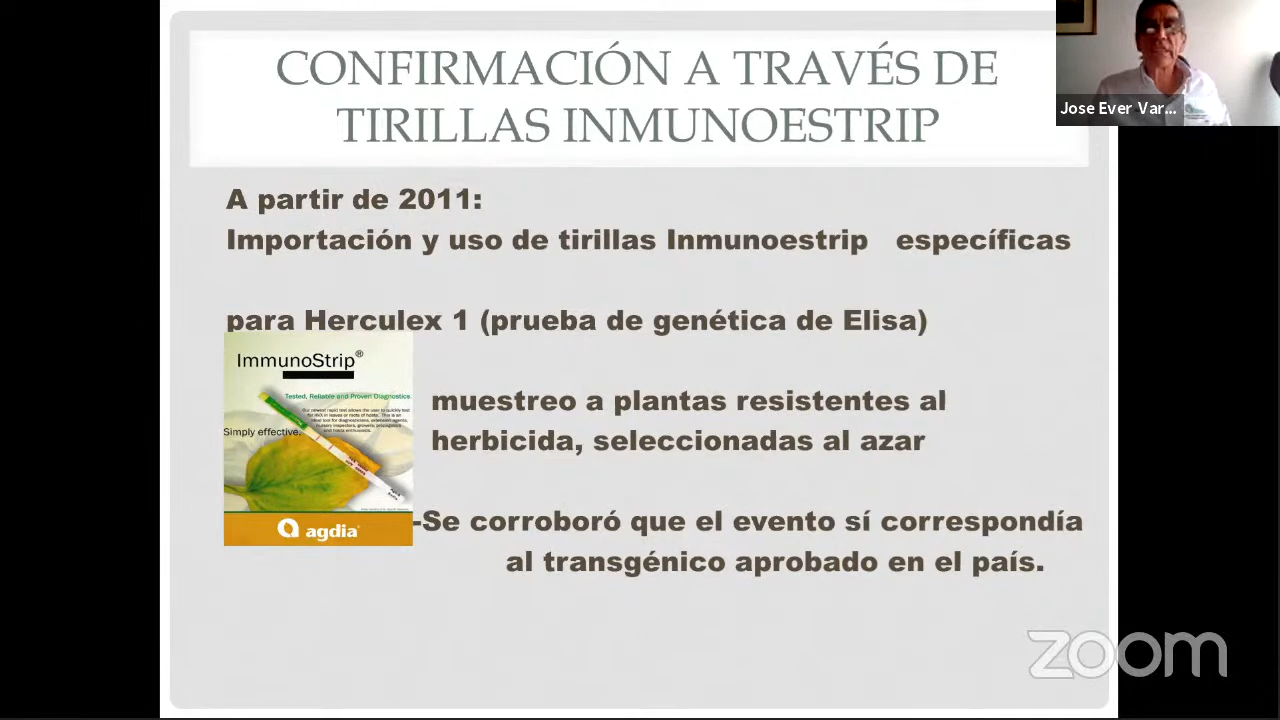 CONFIRMACIÓN A TRAVÉS DE
TIRILLAS INMUNOESTRIP
Jose Ever Var...
A partir de 2011:
Importación y uso de tirillas Inmunoestrip específicas
para Herculex 1 (prueba de genética de Elisa)
ImmunoStrip®
Tested, Reliable and Proven Diagnostics.
Simply effective.
agdia
muestreo a plantas resistentes al
herbicida, seleccionadas al azar
-Se corroboró que el evento sí correspondía
al transgénico aprobado en el país.
zoom